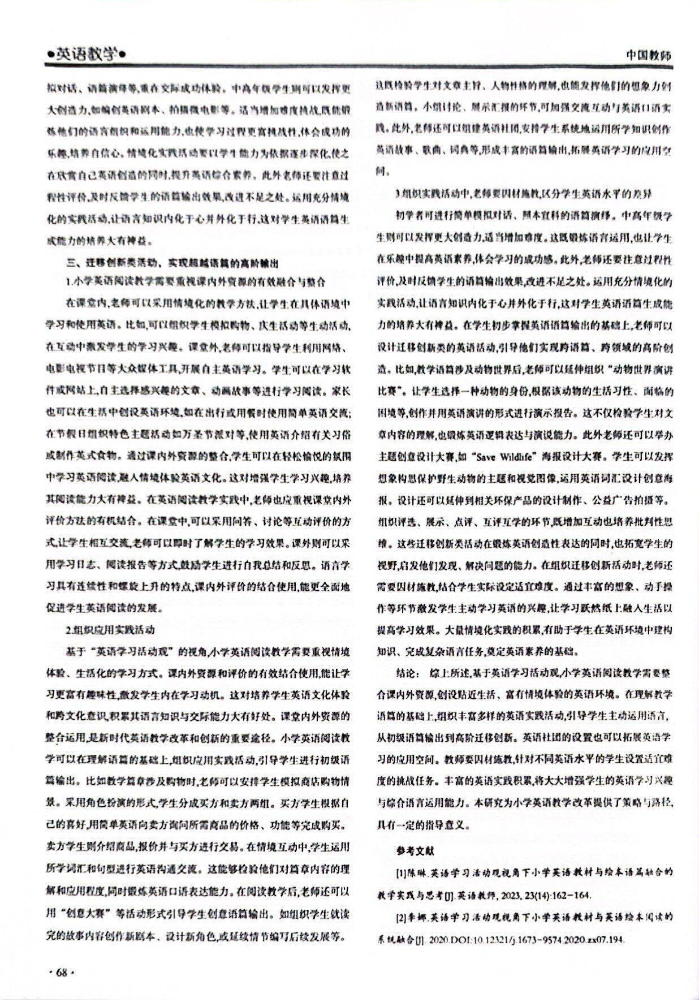 •英语教学•
中国教师
拟对话、语篇演绎等,重在交际成功体验。中高年级学生则可以发挥更
大创造力,如编创英语剧本、拍摄微电影等。适当增加难度挑战,既能锻
炼他们的语言组织和运用能力,也使学习过程更富挑战性,体会成功的
乐趣,培养自信心。情境化实践活动要以学生能力为依据逐步深化,使之
在欣赏自己英语创造的同时,提升英语综合素养。此外老师还要注意过
程性评价,及时反馈学生的语篇输出效果,改进不足之处。运用充分情境
化的实践活动,让语言知识内化于心并外化于行,这对学生英语语篇生
成能力的培养大有裨益。
三、迁移创新类活动，实现超越语篇的高阶输出
1.小学英语阅读教学需要重视课内外资源的有效融合与整合
在课堂内,老师可以采用情境化的教学方法,让学生在具体语境中
学习和使用英语。比如,可以组织学生模拟购物、庆生活动等生动活动,
在互动中激发学生的学习兴趣。课堂外,老师可以指导学生利用网络、
电影电视节目等大众媒体工具,开展自主英语学习。学生可以在学习软
件或网站上,自主选择感兴趣的文章、动画故事等进行学习阅读。家长
也可以在生活中创设英语环境,如在出行或用餐时使用简单英语交流;
在节假日组织特色主题活动如万圣节派对等,使用英语介绍有关习俗
或制作英式食物。通过课内外资源的整合,学生可以在轻松愉悦的氛围
中学习英语阅读,融入情境体验英语文化。这对增强学生学习兴趣,培养
其阅读能力大有裨益。在英语阅读教学实践中,老师也应重视课堂内外
评价方法的有机结合。在课堂中,可以采用问答、讨论等互动评价的方
式,让学生相互交流,老师可以即时了解学生的学习效果。课外则可以采
用学习日志、阅读报告等方式,鼓励学生进行自我总结和反思。语言学
习具有连续性和螺旋上升的特点,课内外评价的结合使用,能更全面地
促进学生英语阅读的发展。
2.组织应用实践活动
基于“英语学习活动观”的视角,小学英语阅读教学需要重视情境
体验、生活化的学习方式。课内外资源和评价的有效结合使用,能让学
习更富有趣味性,激发学生内在学习动机。这对培养学生英语文化体验
和跨文化意识,积累其语言知识与交际能力大有好处。课堂内外资源的
整合运用,是新时代英语教学改革和创新的重要途径。小学英语阅读教
学可以在理解语篇的基础上,组织应用实践活动,引导学生进行初级语
篇输出。比如教学篇章涉及购物时,老师可以安排学生模拟商店购物情
景。采用角色扮演的形式,学生分成买方和卖方两组。买方学生根据自
己的喜好,用简单英语向卖方询问所需商品的价格、功能等完成购买。
卖方学生则介绍商品,报价并与买方进行交易。在情境互动中,学生运用
所学词汇和句型进行英语沟通交流。这能够检验他们对篇章内容的理
解和应用程度,同时锻炼英语口语表达能力。在阅读教学后,老师还可以
用“创意大赛”等活动形式引导学生创意语篇输出。如组织学生就读
完的故事内容创作新剧本、设计新角色,或延续情节编写后续发展等。
这既检验学生对文章主旨、人物性格的理解,也能发挥他们的想象力创
造新语篇。小组讨论、展示汇报的环节,可加强交流互动与英语口语实
践。此外,老师还可以组建英语社团,安排学生系统地运用所学知识创作
英语故事、歌曲、词典等,形成丰富的语篇输出,拓展英语学习的应用空
间。
3.组织实践活动中,老师要因材施教,区分学生英语水平的差异
初学者可进行简单模拟对话、照本宣科的语篇演绎。中高年级学
生则可以发挥更大创造力,适当增加难度。这既锻炼语言运用,也让学生
在乐趣中提高英语素养,体会学习的成功感。此外,老师还要注意过程性
评价,及时反馈学生的语篇输出效果,改进不足之处。运用充分情境化的
实践活动,让语言知识内化于心并外化于行,这对学生英语语篇生成能
力的培养大有裨益。在学生初步掌握英语语篇输出的基础上,老师可以
设计迁移创新类的英语活动,引导他们实现跨语篇、跨领域的高阶创
造。比如,教学语篇涉及动物世界后,老师可以延伸组织“动物世界演讲
比赛”。让学生选择一种动物的身份,根据该动物的生活习性、面临的
困境等,创作并用英语演讲的形式进行演示报告。这不仅检验学生对文
章内容的理解,也锻炼英语逻辑表达与演说能力。此外老师还可以举办
主题创意设计大赛,如“Save Wildlife”海报设计大赛。学生可以发挥
想象构思保护野生动物的主题和视觉图像,运用英语词汇设计创意海
报。设计还可以延伸到相关环保产品的设计制作、公益广告拍摄等。
组织评选、展示、点评、互评互学的环节,既增加互动也培养批判性思
维。这些迁移创新类活动在锻炼英语创造性表达的同时,也拓宽学生的
视野,启发他们发现、解决问题的能力。在组织迁移创新活动时,老师还
需要因材施教,结合学生实际设定适宜难度。通过丰富的想象、动手操
作等环节激发学生主动学习英语的兴趣,让学习跃然纸上融入生活以
提高学习效果。大量情境化实践的积累,有助于学生在英语环境中建构
知识、完成复杂语言任务,奠定英语素养的基础。
结论： 综上所述,基于英语学习活动观,小学英语阅读教学需要整
合课内外资源,创设贴近生活、富有情境体验的英语环境。在理解教学
语篇的基础上,组织丰富多样的英语实践活动,引导学生主动运用语言,
从初级语篇输出到高阶迁移创新。英语社团的设置也可以拓展英语学
习的应用空间。教师要因材施教,针对不同英语水平的学生设置适宜难
度的挑战任务。丰富的英语实践积累,将大大增强学生的英语学习兴趣
与综合语言运用能力。本研究为小学英语教学改革提供了策略与路径,
具有一定的指导意义。
参考文献
[1]陈琳.英语学习活动观视角下小学英语教材与绘本语篇融合的
教学实践与思考[J].英语教师, 2023, 23(14):162-164.
[2]李娜.英语学习活动观视角下小学英语教材与英语绘本阅读的
系统融合[J]. 2020.DOI:10.12321/j.1673-9574.2020.zx07.194.
·68·